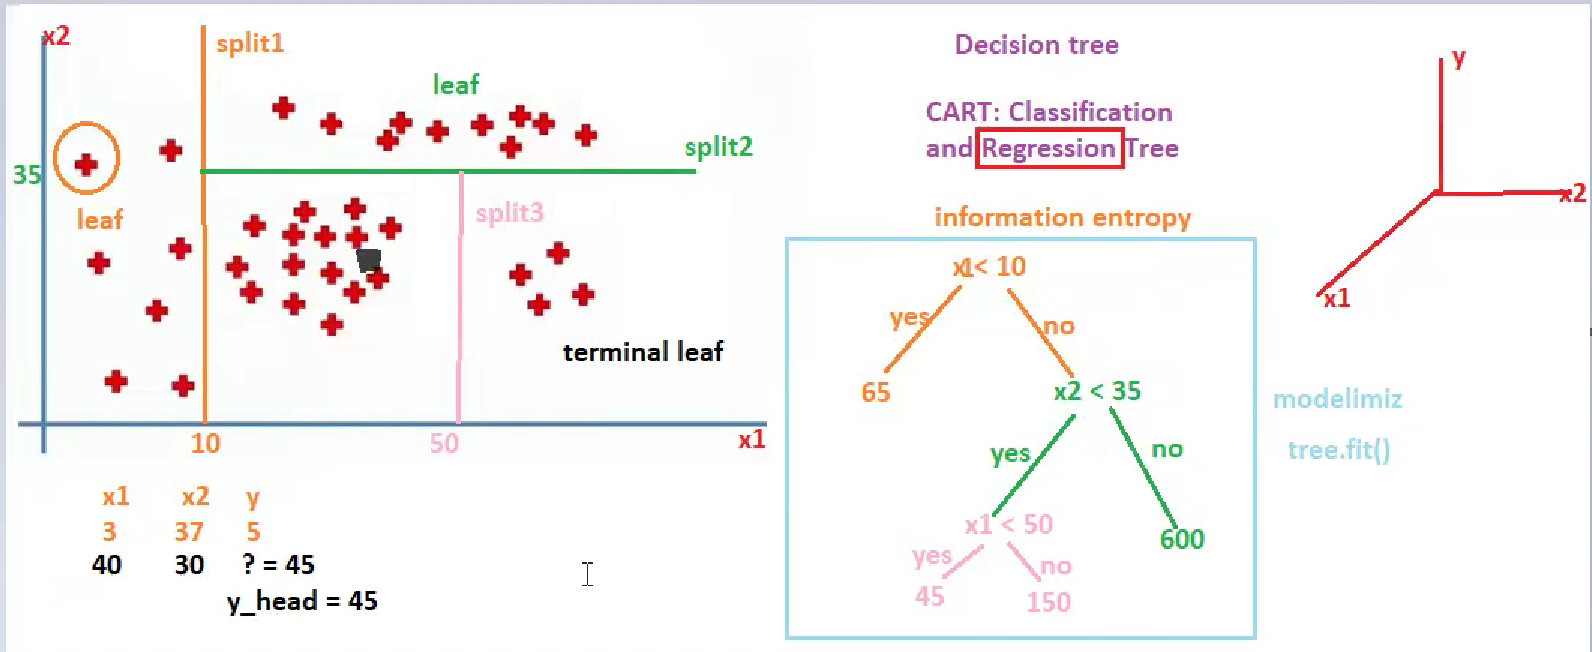 x2
split1
leaf
split2
35
leaf
split3
terminal leaf
10
50
x1
x1 x2 y
3 37 5
40 30 ? = 45
y_head = 45
Decision tree
CART: Classification
and Regression Tree
information entropy
x1< 10
yes
no
65
x2 < 35
yes
no
x1 < 50
600
yes
no
45
150
modelimiz
tree.fit()
y
x2
x1